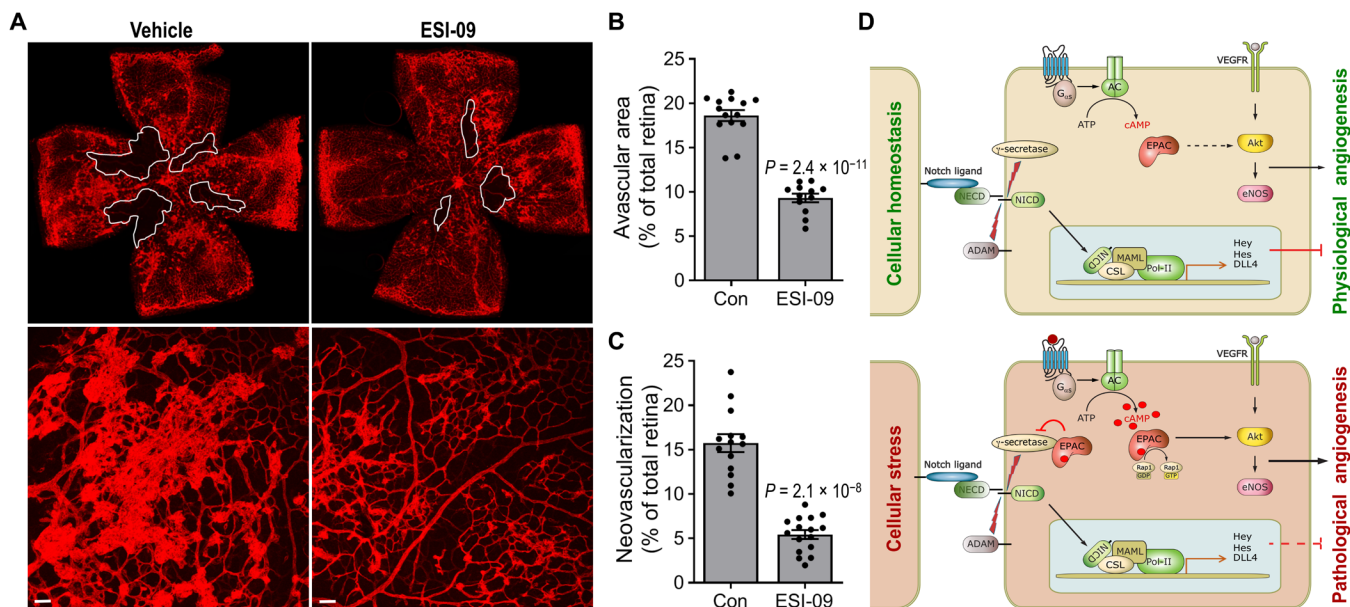 A
Vehicle
ESI-09
B
Avascular area
(% of total retina)
25
20
15
10
5
0
P = 2.4 × 10⁻¹¹
Con
ESI-09
C
Neovascularization
(% of total retina)
25
20
15
10
5
0
P = 2.1 × 10⁻⁸
Con
ESI-09
D
Cellular homeostasis
Gαs
AC
ATP
cAMP
EPAC
VEGFR
Akt
eNOS
γ-secretase
Notch ligand
NECD
NICD
ADAM
NICD
MAML
CSL
Pol-II
Hey
Hes
DLL4
Physiological angiogenesis
Cellular stress
Gαs
AC
ATP
cAMP
EPAC
Rap1
GDP
Rap1
GTP
VEGFR
Akt
eNOS
γ-secretase
EPAC
Notch ligand
NECD
NICD
ADAM
NICD
MAML
CSL
Pol-II
Hey
Hes
DLL4
Pathological angiogenesis